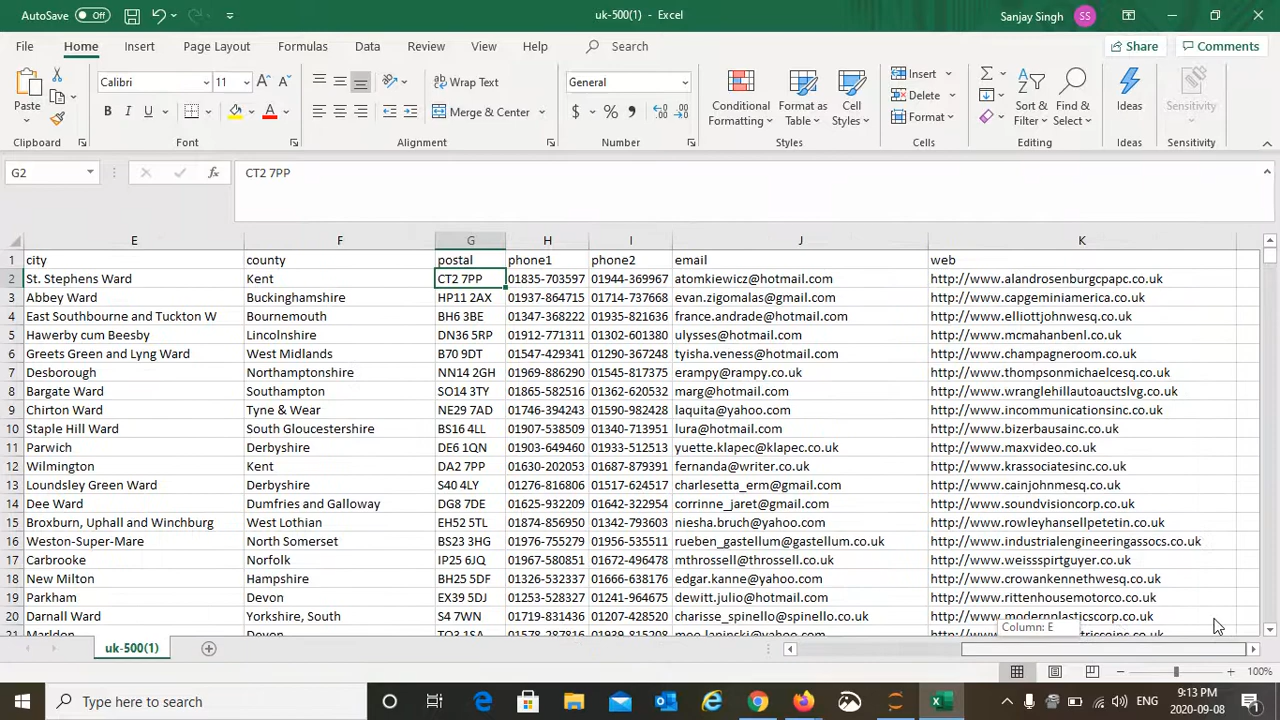 AutoSave Off uk-500(1) - Excel Sanjay Singh SS
File Home Insert Page Layout Formulas Data Review View Help Search Share Comments
Paste Calibri 11 Wrap Text General Conditional Formatting Format as Table Cell Styles Insert Sort & Filter Find & Select Ideas Sensitivity
B I U Merge & Center $ % Delete Format
Clipboard Font Alignment Number Styles Cells Editing Ideas Sensitivity
G2 fx CT2 7PP
E F G H I J K
1 city county postal phone1 phone2 email web
2 St. Stephens Ward Kent CT2 7PP 01835-703597 01944-369967 atomkiewicz@hotmail.com http://www.alandrosenburgcpapc.co.uk
3 Abbey Ward Buckinghamshire HP11 2AX 01937-864715 01714-737668 evan.zigomalas@gmail.com http://www.capgeminiamerica.co.uk
4 East Southbourne and Tuckton W Bournemouth BH6 3BE 01347-368222 01935-821636 france.andrade@hotmail.com http://www.elliottjohnwesq.co.uk
5 Hawerby cum Beesby Lincolnshire DN36 5RP 01912-771311 01302-601380 ulysses@hotmail.com http://www.mcmahanbenl.co.uk
6 Greets Green and Lyng Ward West Midlands B70 9DT 01547-429341 01290-367248 tyisha.veness@hotmail.com http://www.champagneroom.co.uk
7 Desborough Northamptonshire NN14 2GH 01969-886290 01545-817375 erampy@rampy.co.uk http://www.thompsonmichaelcesq.co.uk
8 Bargate Ward Southampton SO14 3TY 01865-582516 01362-620532 marg@hotmail.com http://www.wranglehillautoauctslvg.co.uk
9 Chirton Ward Tyne & Wear NE29 7AD 01746-394243 01590-982428 laquita@yahoo.com http://www.incommunicationsinc.co.uk
10 Staple Hill Ward South Gloucestershire BS16 4LL 01907-538509 01340-713951 lura@hotmail.com http://www.bizerbausainc.co.uk
11 Parwich Derbyshire DE6 1QN 01903-649460 01933-512513 yuette.klapec@klapec.co.uk http://www.maxvideo.co.uk
12 Wilmington Kent DA2 7PP 01630-202053 01687-879391 fernanda@writer.co.uk http://www.krassociatesinc.co.uk
13 Loundsley Green Ward Derbyshire S40 4LY 01276-816806 01517-624517 charlesetta_erm@gmail.com http://www.cainjohnmesq.co.uk
14 Dee Ward Dumfries and Galloway DG8 7DE 01625-932209 01642-322954 corrinne_jaret@gmail.com http://www.soundvisioncorp.co.uk
15 Broxburn, Uphall and Winchburg West Lothian EH52 5TL 01874-856950 01342-793603 niesha.bruch@yahoo.com http://www.rowleyhansellpetetin.co.uk
16 Weston-Super-Mare North Somerset BS23 3HG 01976-755279 01956-535511 rueben_gastellum@gastellum.co.uk http://www.industrialengineeringassocs.co.uk
17 Carbrooke Norfolk IP25 6JQ 01967-580851 01672-496478 mthrossell@throssell.co.uk http://www.weissspirtguyer.co.uk
18 New Milton Hampshire BH25 5DF 01326-532337 01666-638176 edgar.kanne@yahoo.com http://www.crowankennethwesq.co.uk
19 Parkham Devon EX39 5DJ 01253-528327 01241-964675 dewitt.julio@hotmail.com http://www.rittenhousemotorco.co.uk
20 Darnall Ward Yorkshire, South S4 7WN 01719-831436 01207-428520 charisse_spinello@spinello.co.uk http://www.modernplasticscorp.co.uk
21 Marldon Devon
Column: E
uk-500(1)
100%
Type here to search ENG 9:13 PM
2020-09-08 1